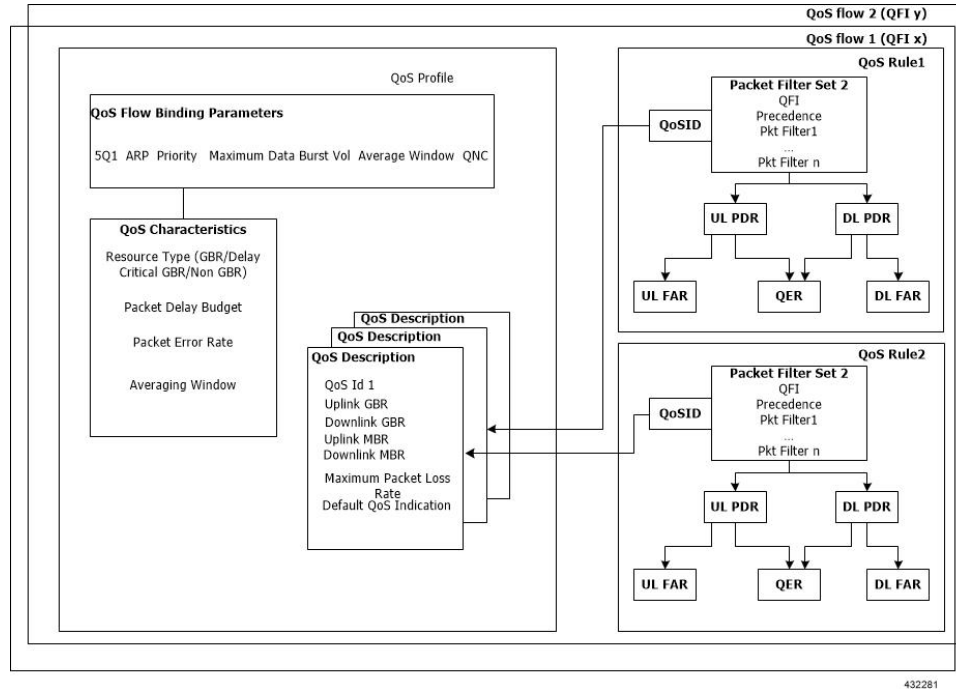 QoS flow 2 (QFI y)
QoS flow 1 (QFI x)
QoS Profile
QoS Flow Binding Parameters
5Q1 ARP Priority Maximum Data Burst Vol Average Window QNC
QoS Characteristics
Resource Type (GBR/Delay
Critical GBR/Non GBR)
Packet Delay Budget
Packet Error Rate
Averaging Window
QoS Description
QoS Description
QoS Description
QoS Id 1
Uplink GBR
Downlink GBR
Uplink MBR
Downlink MBR
Maximum Packet Loss
Rate
Default QoS Indication
QoS Rule1
QoSID
Packet Filter Set 2
QFI
Precedence
Pkt Filter1
...
Pkt Filter n
UL PDR
DL PDR
UL FAR
QER
DL FAR
QoS Rule2
QoSID
Packet Filter Set 2
QFI
Precedence
Pkt Filter1
...
Pkt Filter n
UL PDR
DL PDR
UL FAR
QER
DL FAR
432281